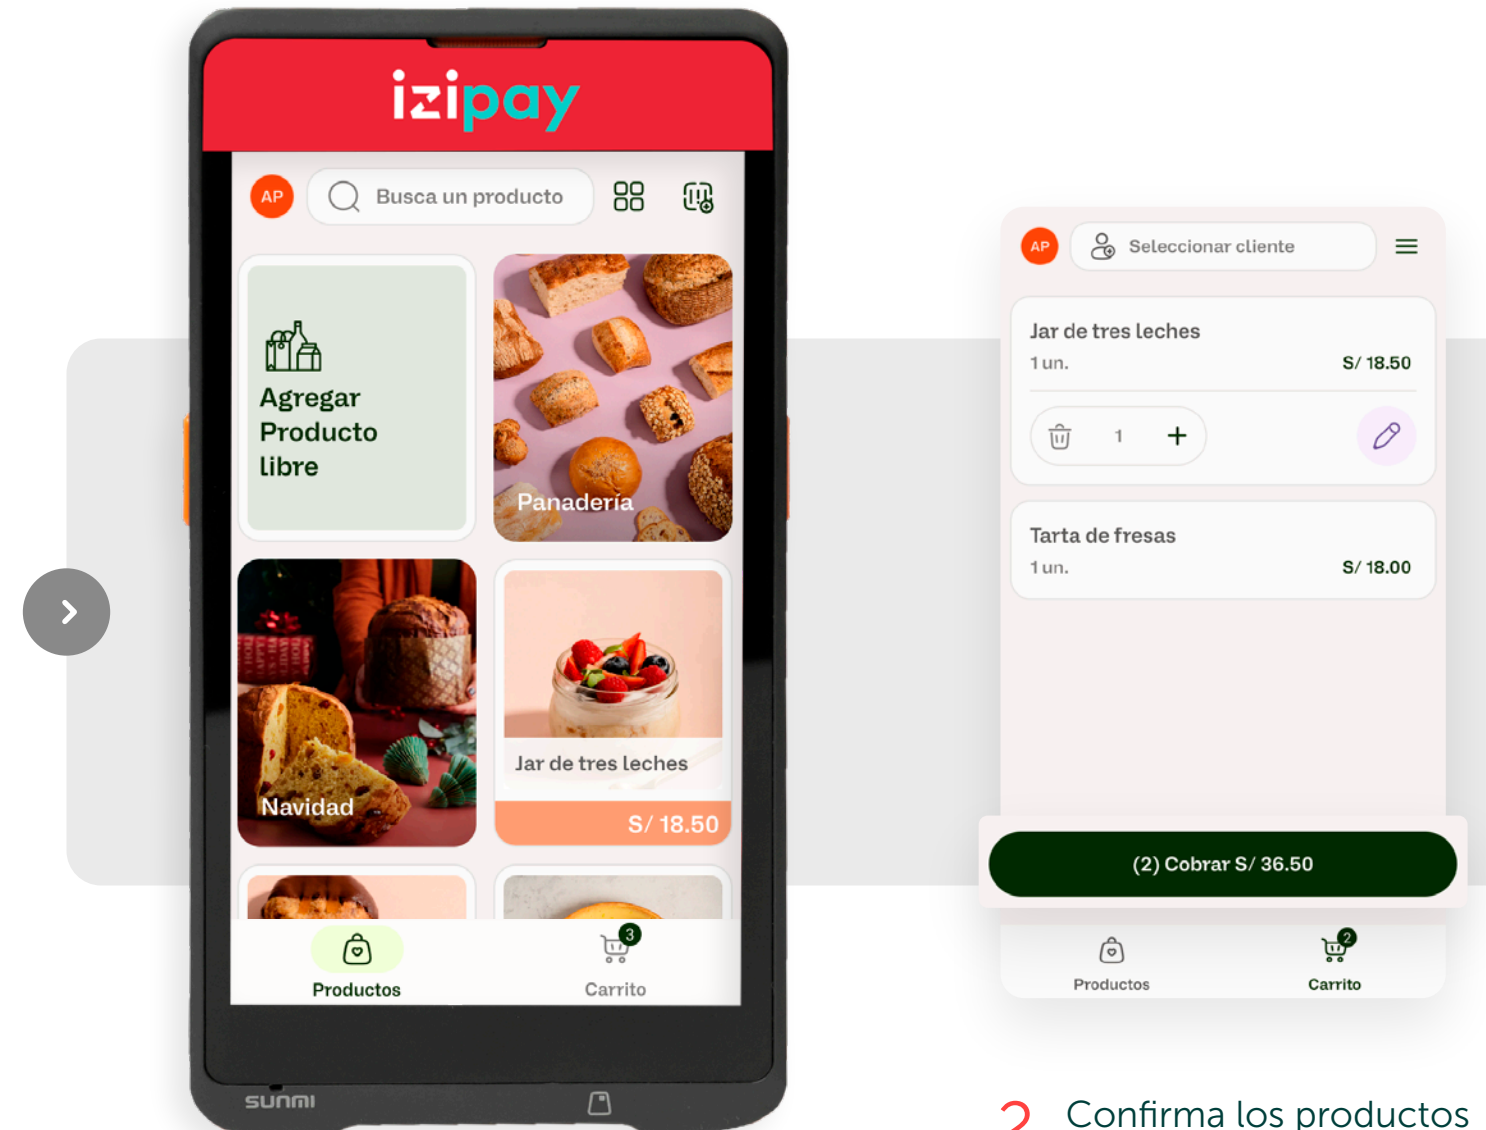 izipay
AP
Busca un producto
Agregar
Producto
libre
Panadería
Navidad
Jar de tres leches
S/ 18.50
3
Productos
Carrito
SUNMI
AP
Seleccionar cliente
Jar de tres leches
1 un.
S/ 18.50
1
Tarta de fresas
1 un.
S/ 18.00
(2) Cobrar S/ 36.50
2
Productos
Carrito
Confirma los productos